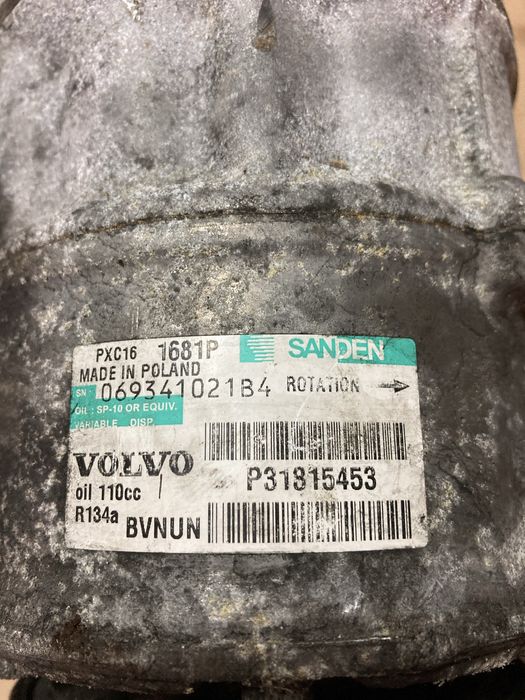 PXC16 1681P SANDEN
MADE IN POLAND
SN: 069341021B4 ROTATION →
OIL : SP-10 OR EQUIV.
VARIABLE DISP
VOLVO
P31315453
oil 110cc
R134a BVNUN